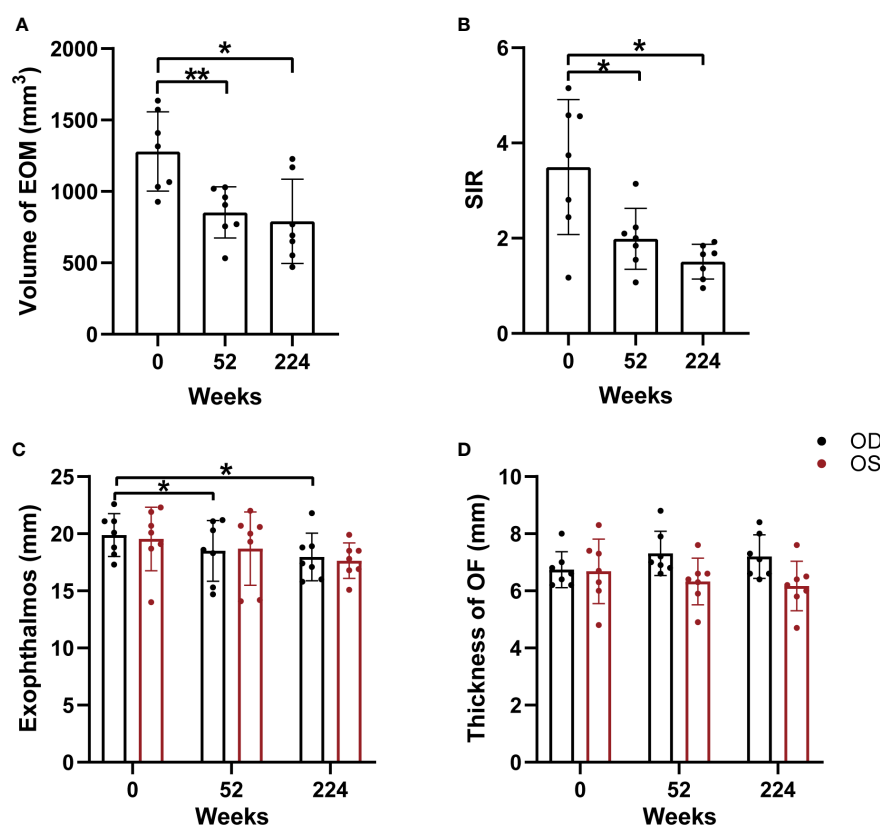 A
Volume of EOM (mm³)
2000
1500
1000
500
0
*
**
0 52 224
Weeks
B
SIR
6
4
2
0
*
*
0 52 224
Weeks
C
Exophthalmos (mm)
25
20
15
10
5
0
*
*
0 52 224
Weeks
D
Thickness of OF (mm)
10
8
6
4
2
0
0 52 224
Weeks
OD
OS